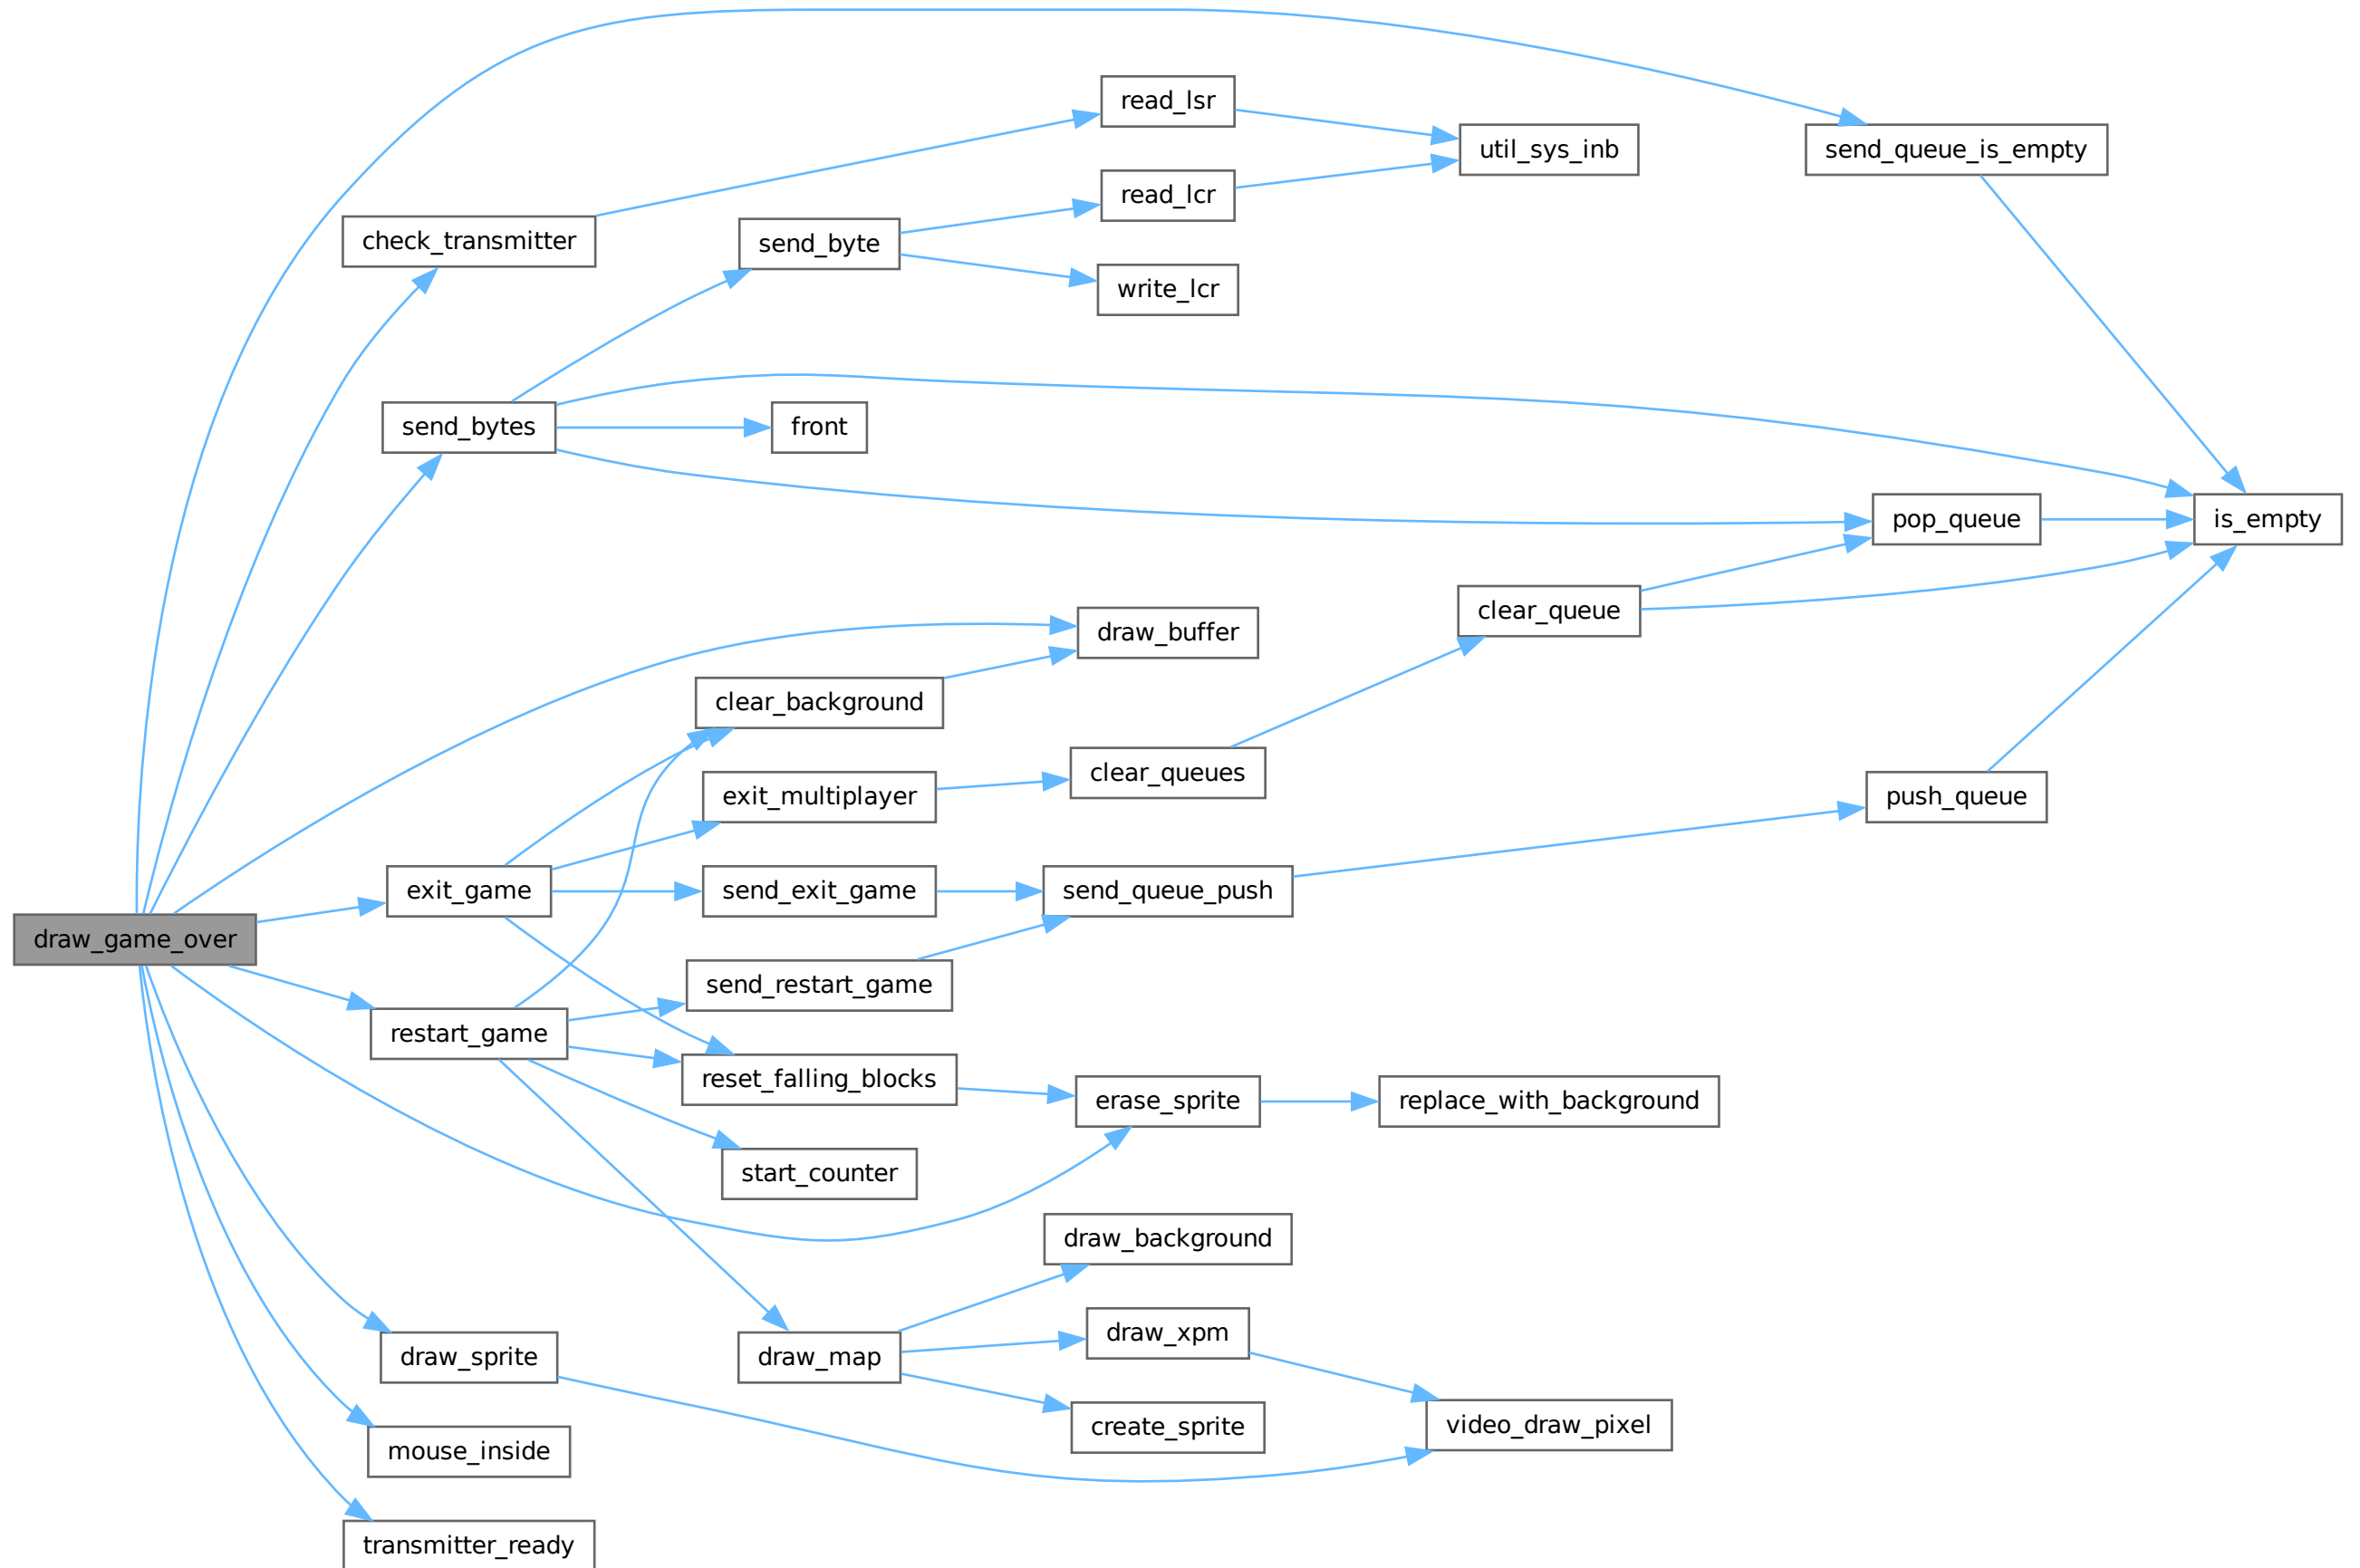 read_lsr
util_sys_inb
send_queue_is_empty
read_lcr
check_transmitter
send_byte
write_lcr
send_bytes
front
pop_queue
is_empty
clear_queue
draw_buffer
clear_background
clear_queues
exit_multiplayer
push_queue
exit_game
send_exit_game
send_queue_push
draw_game_over
send_restart_game
restart_game
reset_falling_blocks
erase_sprite
replace_with_background
start_counter
draw_background
draw_xpm
draw_sprite
draw_map
create_sprite
video_draw_pixel
mouse_inside
transmitter_ready